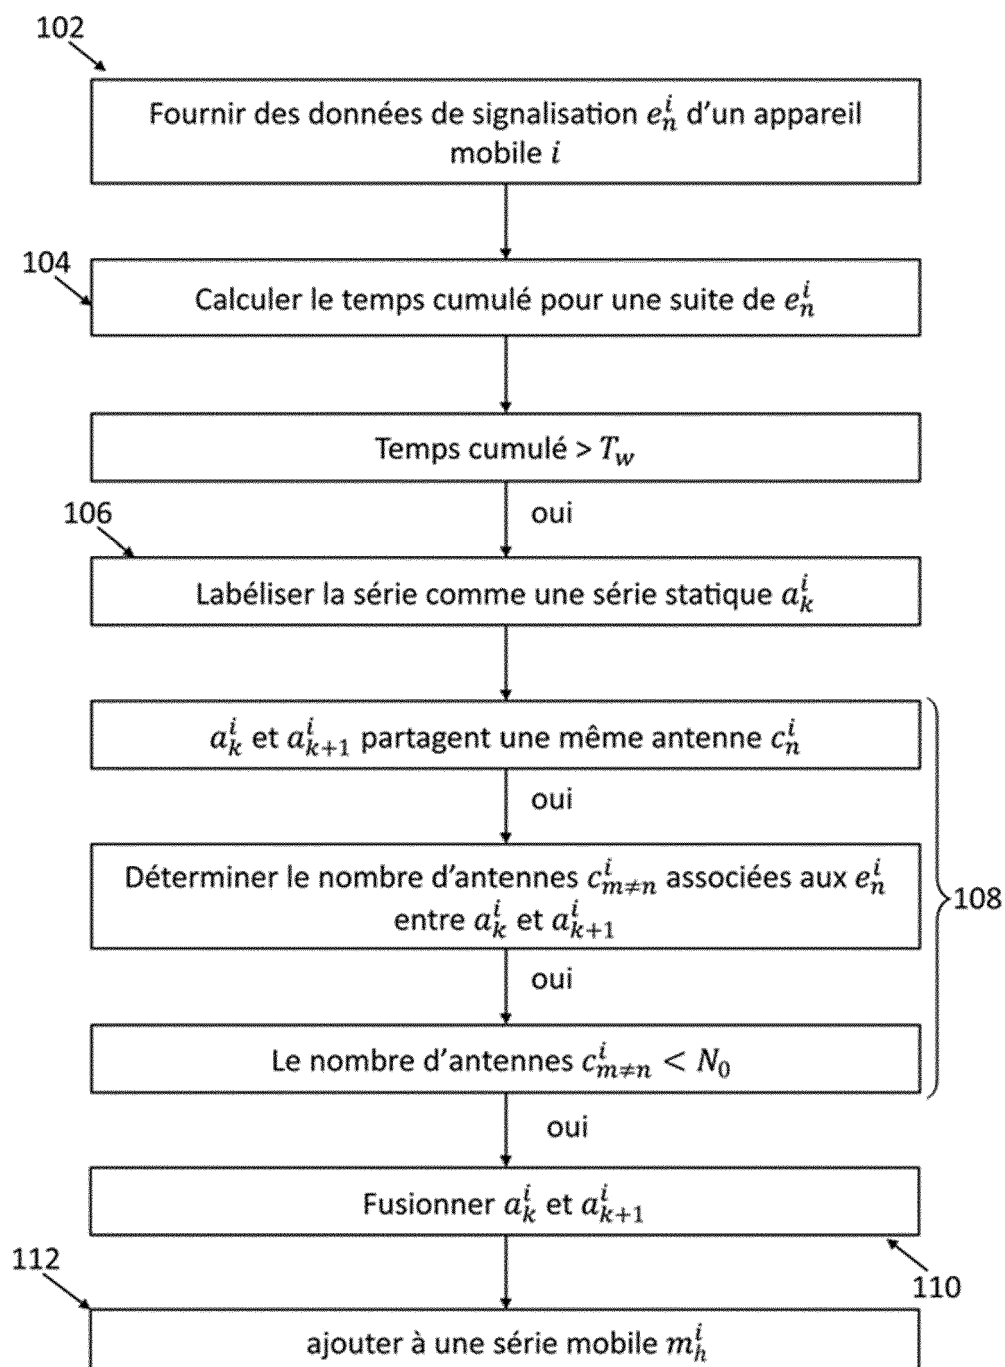 102
Fournir des données de signalisation $e_n^i$ d'un appareil
mobile $i$
104
Calculer le temps cumulé pour une suite de $e_n^i$
Temps cumulé > $T_w$
oui
106
Labéliser la série comme une série statique $a_k^i$
$a_k^i$ et $a_{k+1}^i$ partagent une même antenne $c_n^i$
oui
Déterminer le nombre d'antennes $c_{m≠n}^i$ associées aux $e_n^i$
entre $a_k^i$ et $a_{k+1}^i$
108
oui
Le nombre d'antennes $c_{m≠n}^i$ < $N_0$
oui
Fusionner $a_k^i$ et $a_{k+1}^i$
110
112
ajouter à une série mobile $m_h^i$